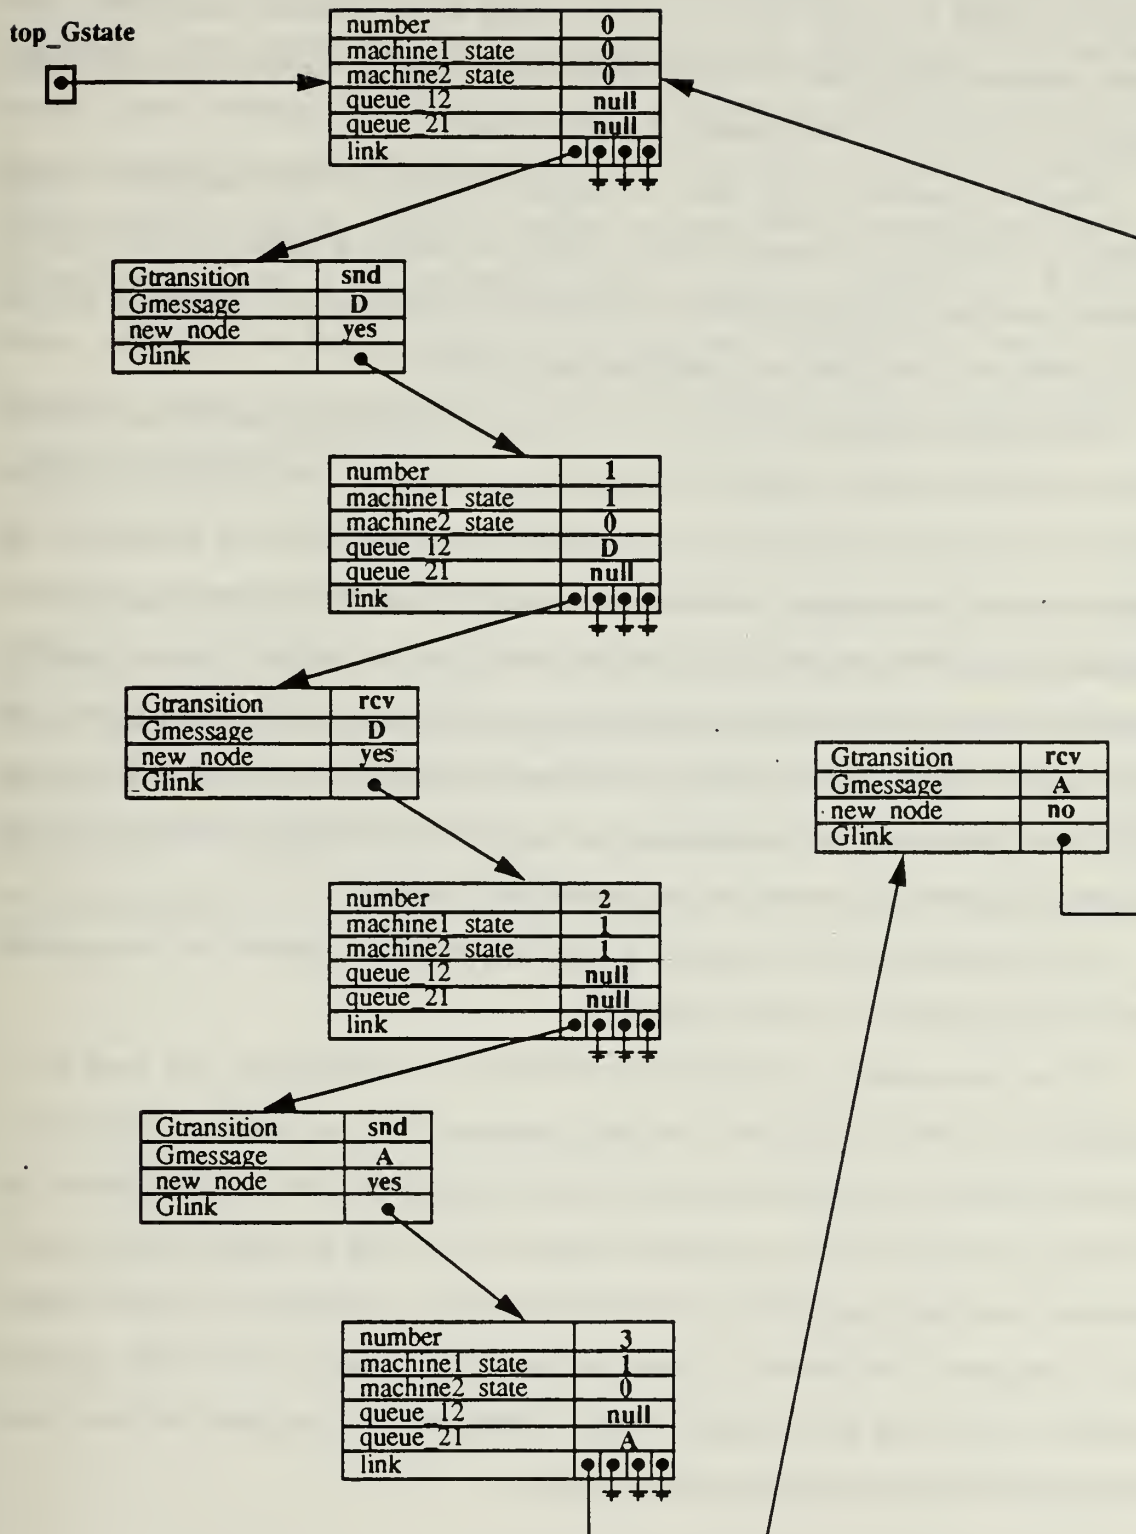 top_Gstate
number 0
machine1_state 0
machine2_state 0
queue_12 null
queue_21 null
link
Gtransition snd
Gmessage D
new_node yes
Glink
number 1
machine1_state 1
machine2_state 0
queue_12 D
queue_21 null
link
Gtransition rcv
Gmessage D
new_node yes
Glink
Gtransition rcv
Gmessage A
new_node no
Glink
number 2
machine1_state 1
machine2_state 1
queue_12 null
queue_21 null
link
Gtransition snd
Gmessage A
new_node yes
Glink
number 3
machine1_state 1
machine2_state 0
queue_12 null
queue_21 A
link